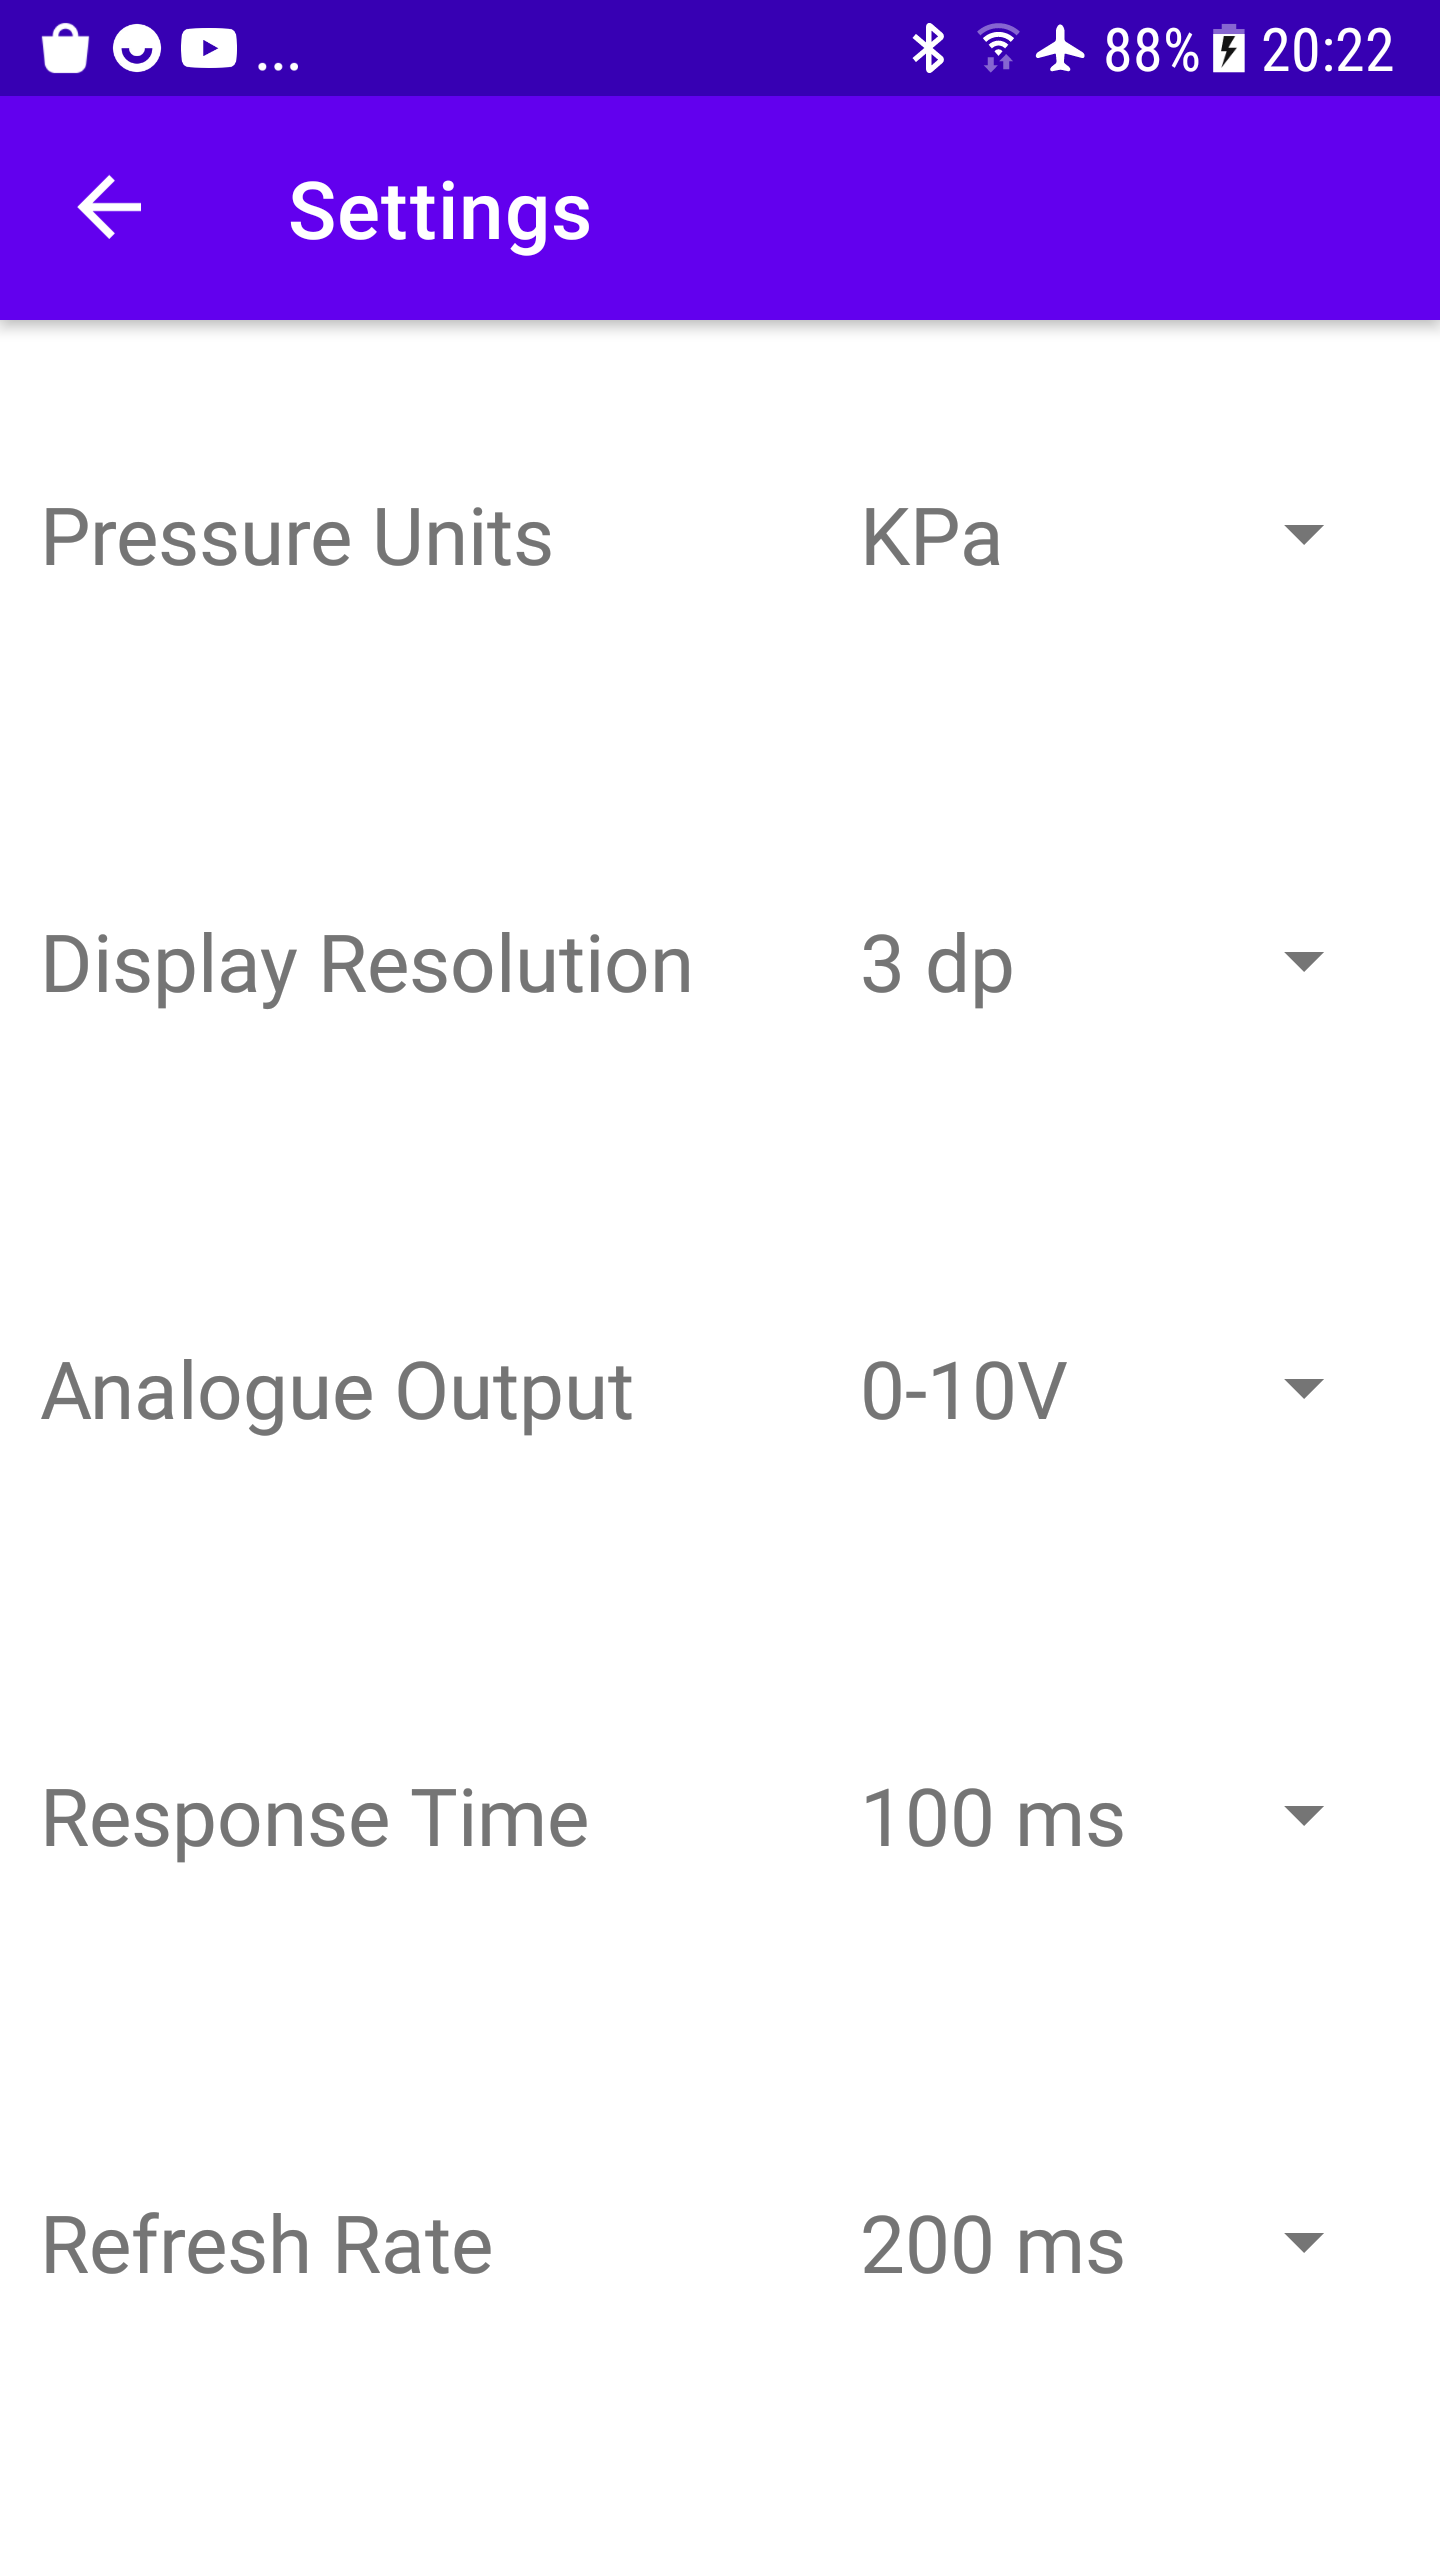 ... 88% 20:22
Settings
Pressure Units KPa
Display Resolution 3 dp
Analogue Output 0-10V
Response Time 100 ms
Refresh Rate 200 ms